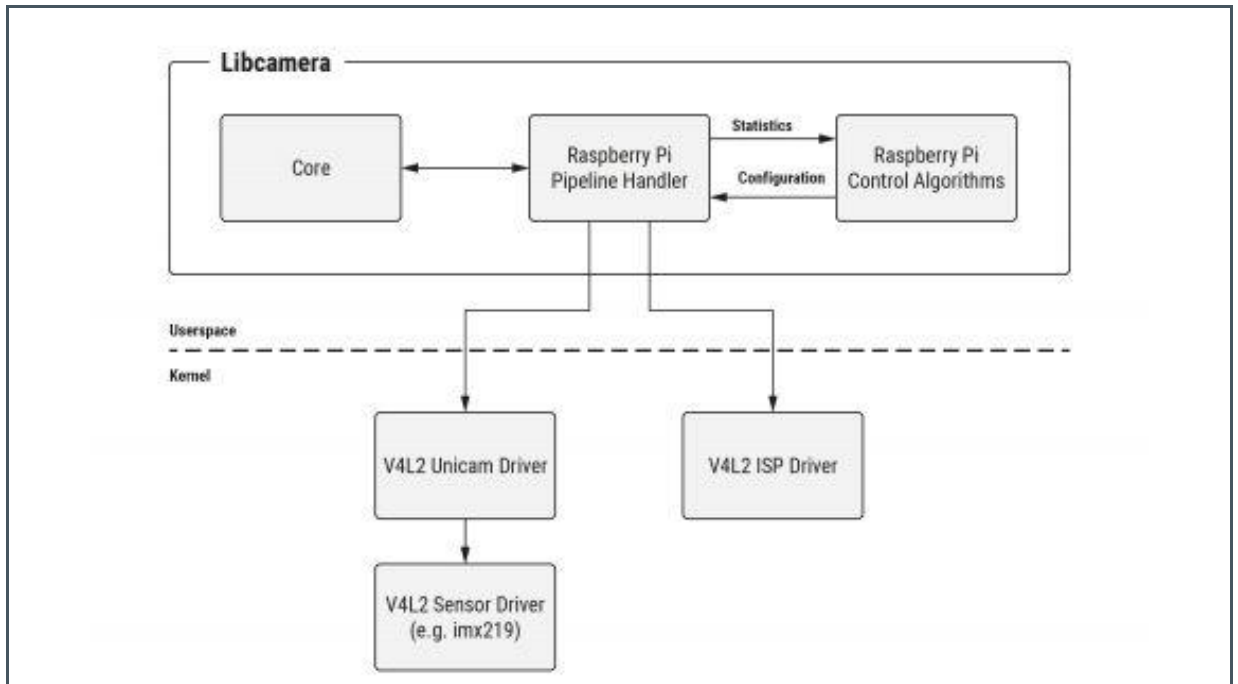 Libcamera
Core
Raspberry Pi
Pipeline Handler
Statistics
Configuration
Raspberry Pi
Control Algorithms
Userspace
Kernel
V4L2 Unicam Driver
V4L2 ISP Driver
V4L2 Sensor Driver
(e.g. imx219)